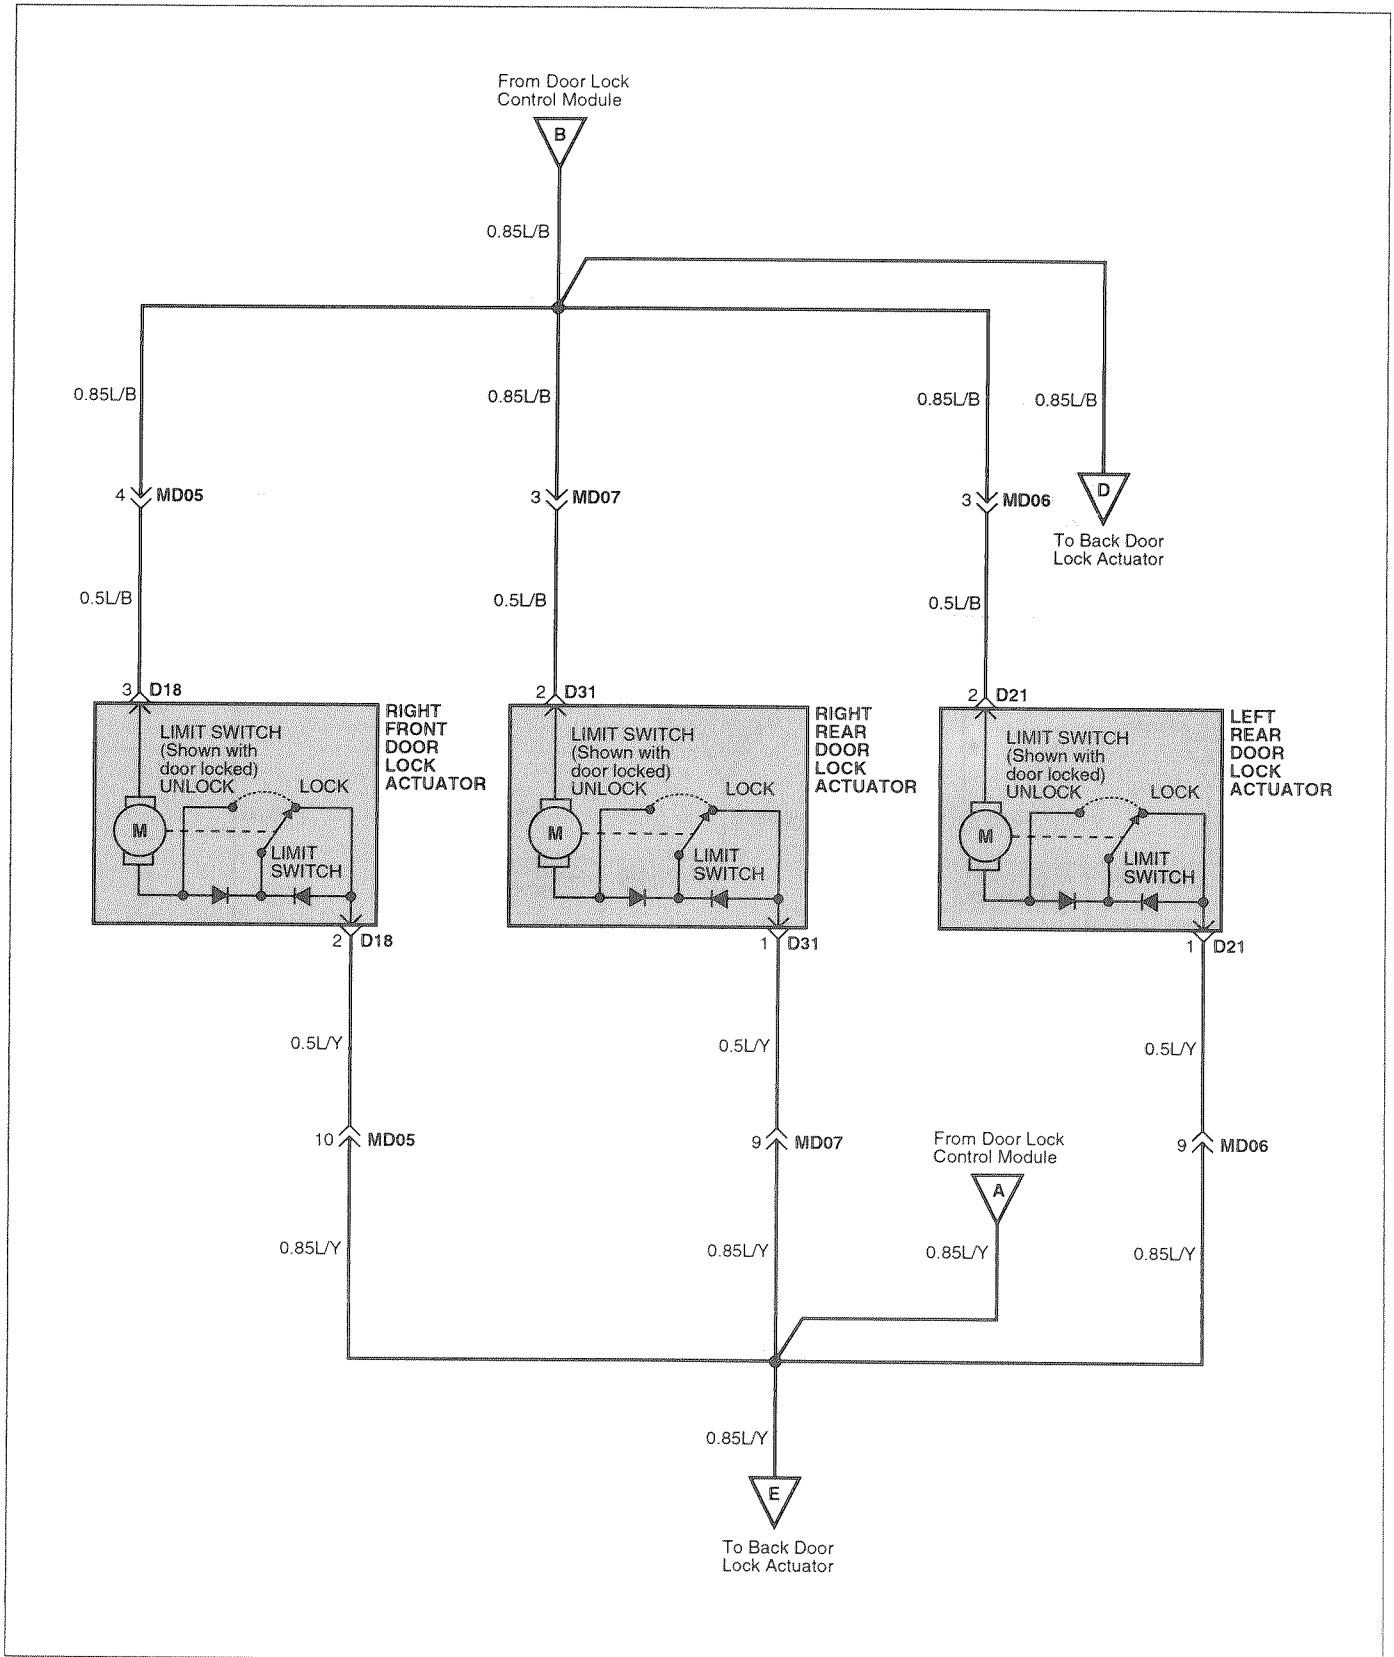 From Door Lock
Control Module
B
0.85L/B
0.85L/B
0.85L/B
0.85L/B
0.85L/B
4 MD05
3 MD07
3 MD06
D
To Back Door
Lock Actuator
0.5L/B
0.5L/B
0.5L/B
3 D18
2 D31
2 D21
RIGHT
FRONT
DOOR
LOCK
ACTUATOR
LIMIT SWITCH
(Shown with
door locked)
UNLOCK
LOCK
M
LIMIT
SWITCH
RIGHT
REAR
DOOR
LOCK
ACTUATOR
LIMIT SWITCH
(Shown with
door locked)
UNLOCK
LOCK
M
LIMIT
SWITCH
LEFT
REAR
DOOR
LOCK
ACTUATOR
LIMIT SWITCH
(Shown with
door locked)
UNLOCK
LOCK
M
LIMIT
SWITCH
2 D18
1 D31
1 D21
0.5L/Y
0.5L/Y
0.5L/Y
10 MD05
9 MD07
9 MD06
From Door Lock
Control Module
A
0.85L/Y
0.85L/Y
0.85L/Y
0.85L/Y
0.85L/Y
E
To Back Door
Lock Actuator